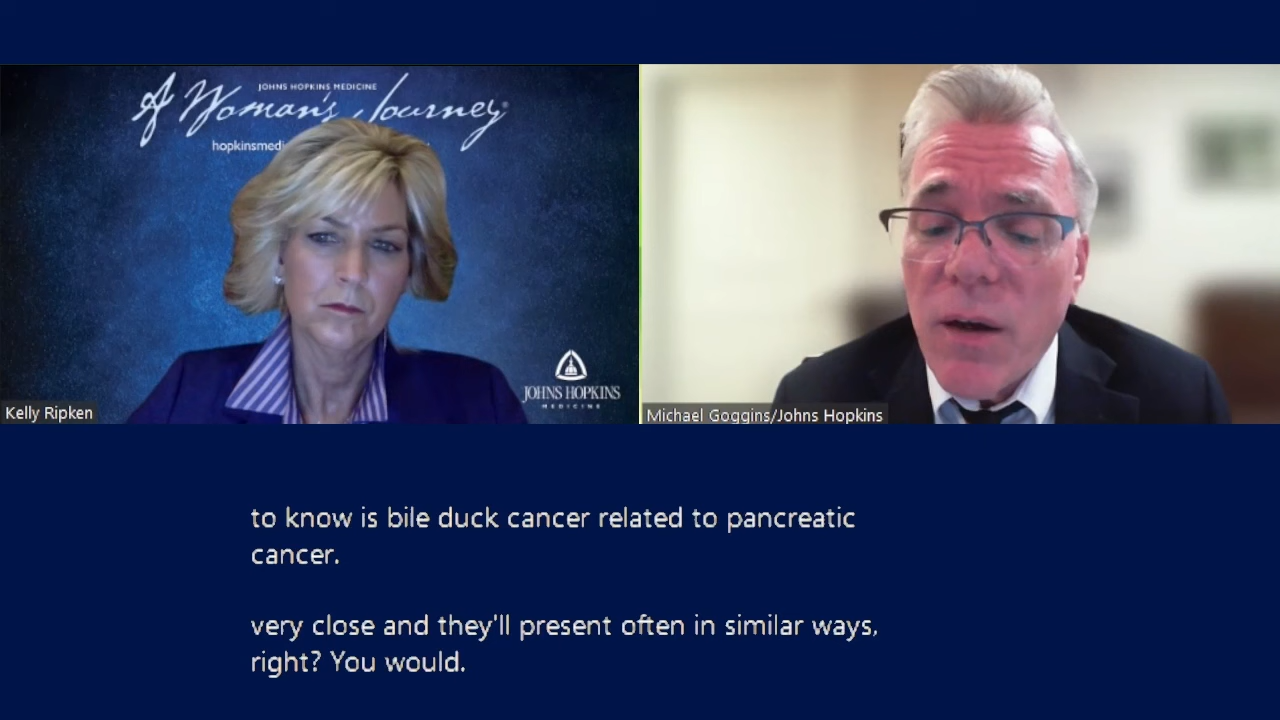 JOHNS HOPKINS MEDICINE
A Woman's Journey®
hopkinsmedi
JOHNS HOPKINS
MEDICINE
Kelly Ripken
Michael Goggins/Johns Hopkins
to know is bile duck cancer related to pancreatic
cancer.
very close and they'll present often in similar ways,
right? You would.